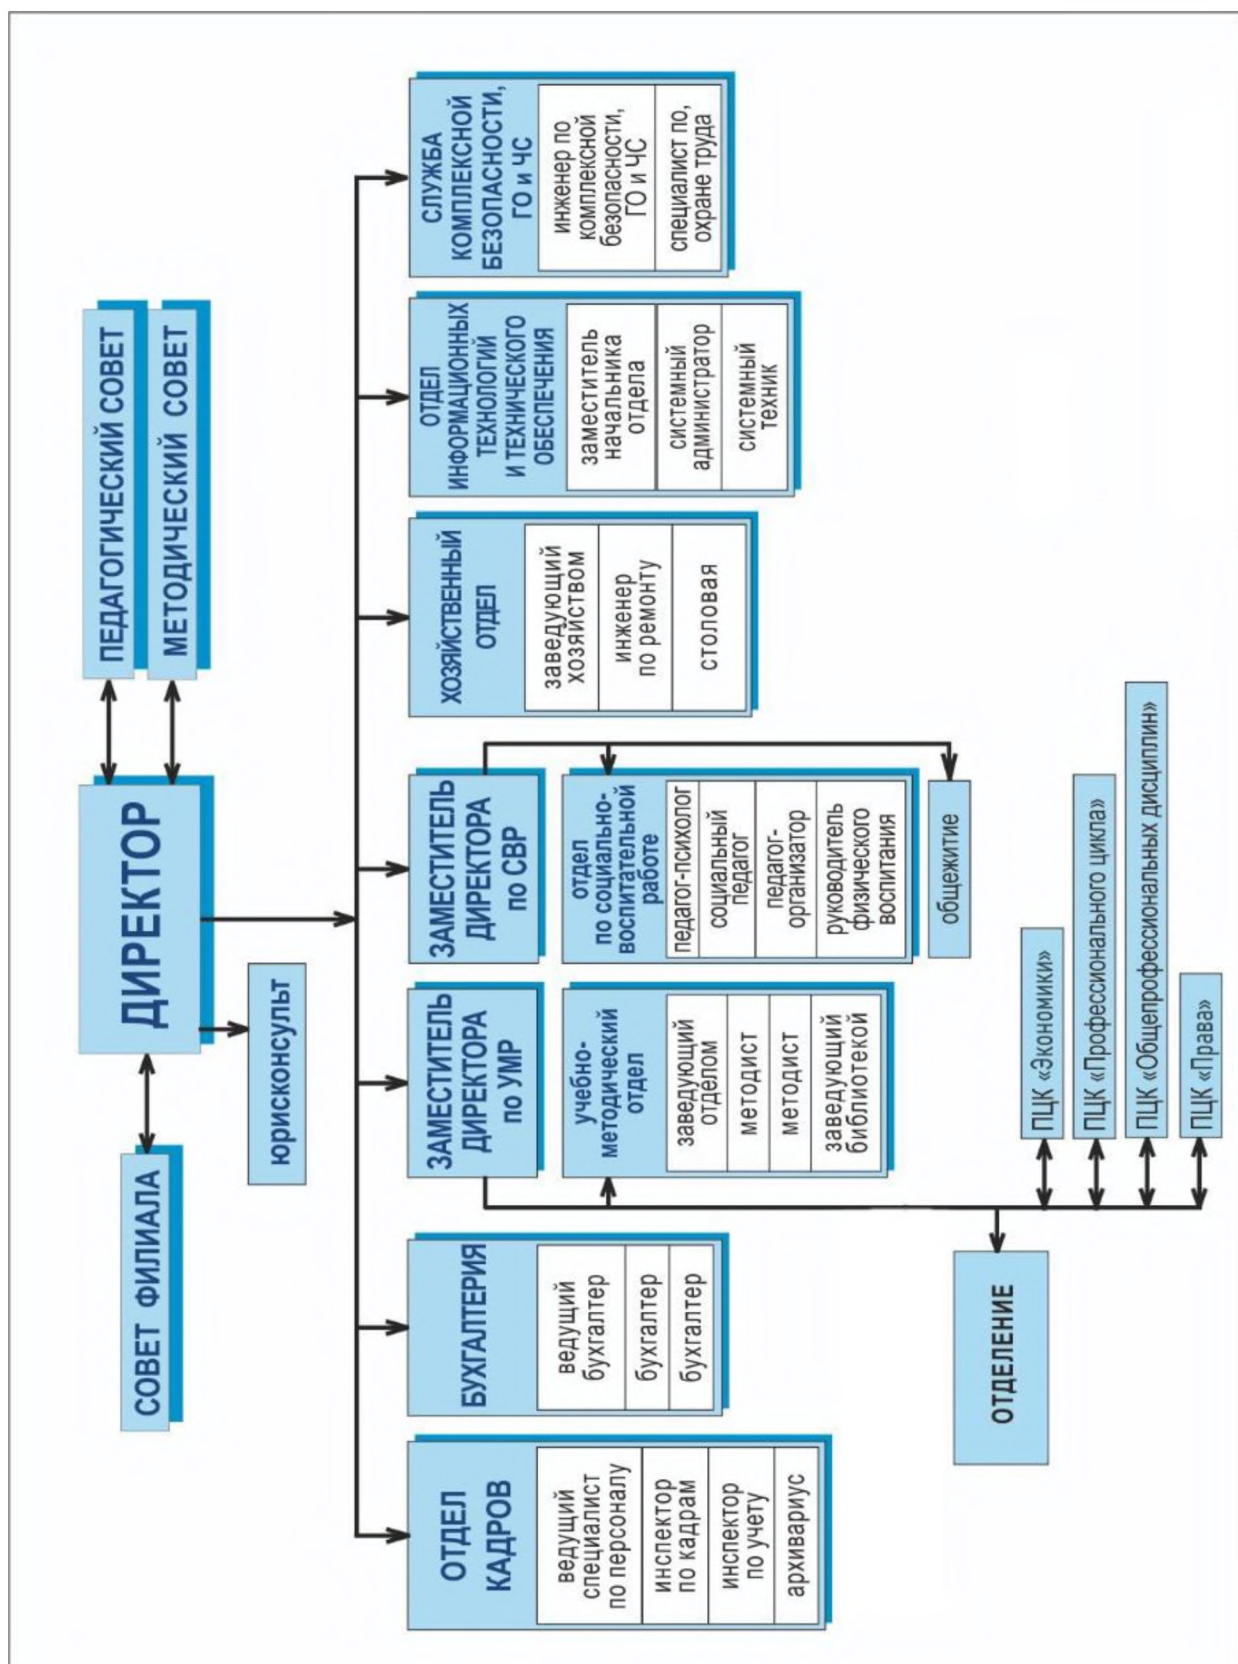 ПЕДАГОГИЧЕСКИЙ СОВЕТ
СОВЕТ ФИЛИАЛА
ДИРЕКТОР
МЕТОДИЧЕСКИЙ СОВЕТ
юрисконсульт
ОТДЕЛ
КАДРОВ
ведущий
специалист
по персоналу
инспектор
по кадрам
инспектор
по учету
архивариус
БУХГАЛТЕРИЯ
ведущий
бухгалтер
бухгалтер
бухгалтер
ЗАМЕСТИТЕЛЬ
ДИРЕКТОРА
по УМР
учебно-
методический
отдел
заведующий
отделом
методист
методист
заведующий
библиотекой
ЗАМЕСТИТЕЛЬ
ДИРЕКТОРА
по СВР
отдел
по социально-
воспитательной
работе
педагог-психолог
социальный
педагог
педагог-
организатор
руководитель
физического
воспитания
общежитие
ХОЗЯЙСТВЕННЫЙ
ОТДЕЛ
заведующий
хозяйством
инженер
по ремонту
столовая
ОТДЕЛ
ИНФОРМАЦИОННЫХ
ТЕХНОЛОГИЙ
И ТЕХНИЧЕСКОГО
ОБЕСПЕЧЕНИЯ
заместитель
начальника
отдела
системный
администратор
системный
техник
СЛУЖБА
КОМПЛЕКСНОЙ
БЕЗОПАСНОСТИ,
ГО и ЧС
инженер по
комплексной
безопасности,
ГО и ЧС
специалист по,
охране труда
ОТДЕЛЕНИЕ
ПЦК «Экономики»
ПЦК «Профессионального цикла»
ПЦК «Общепрофессиональных дисциплин»
ПЦК «Права»